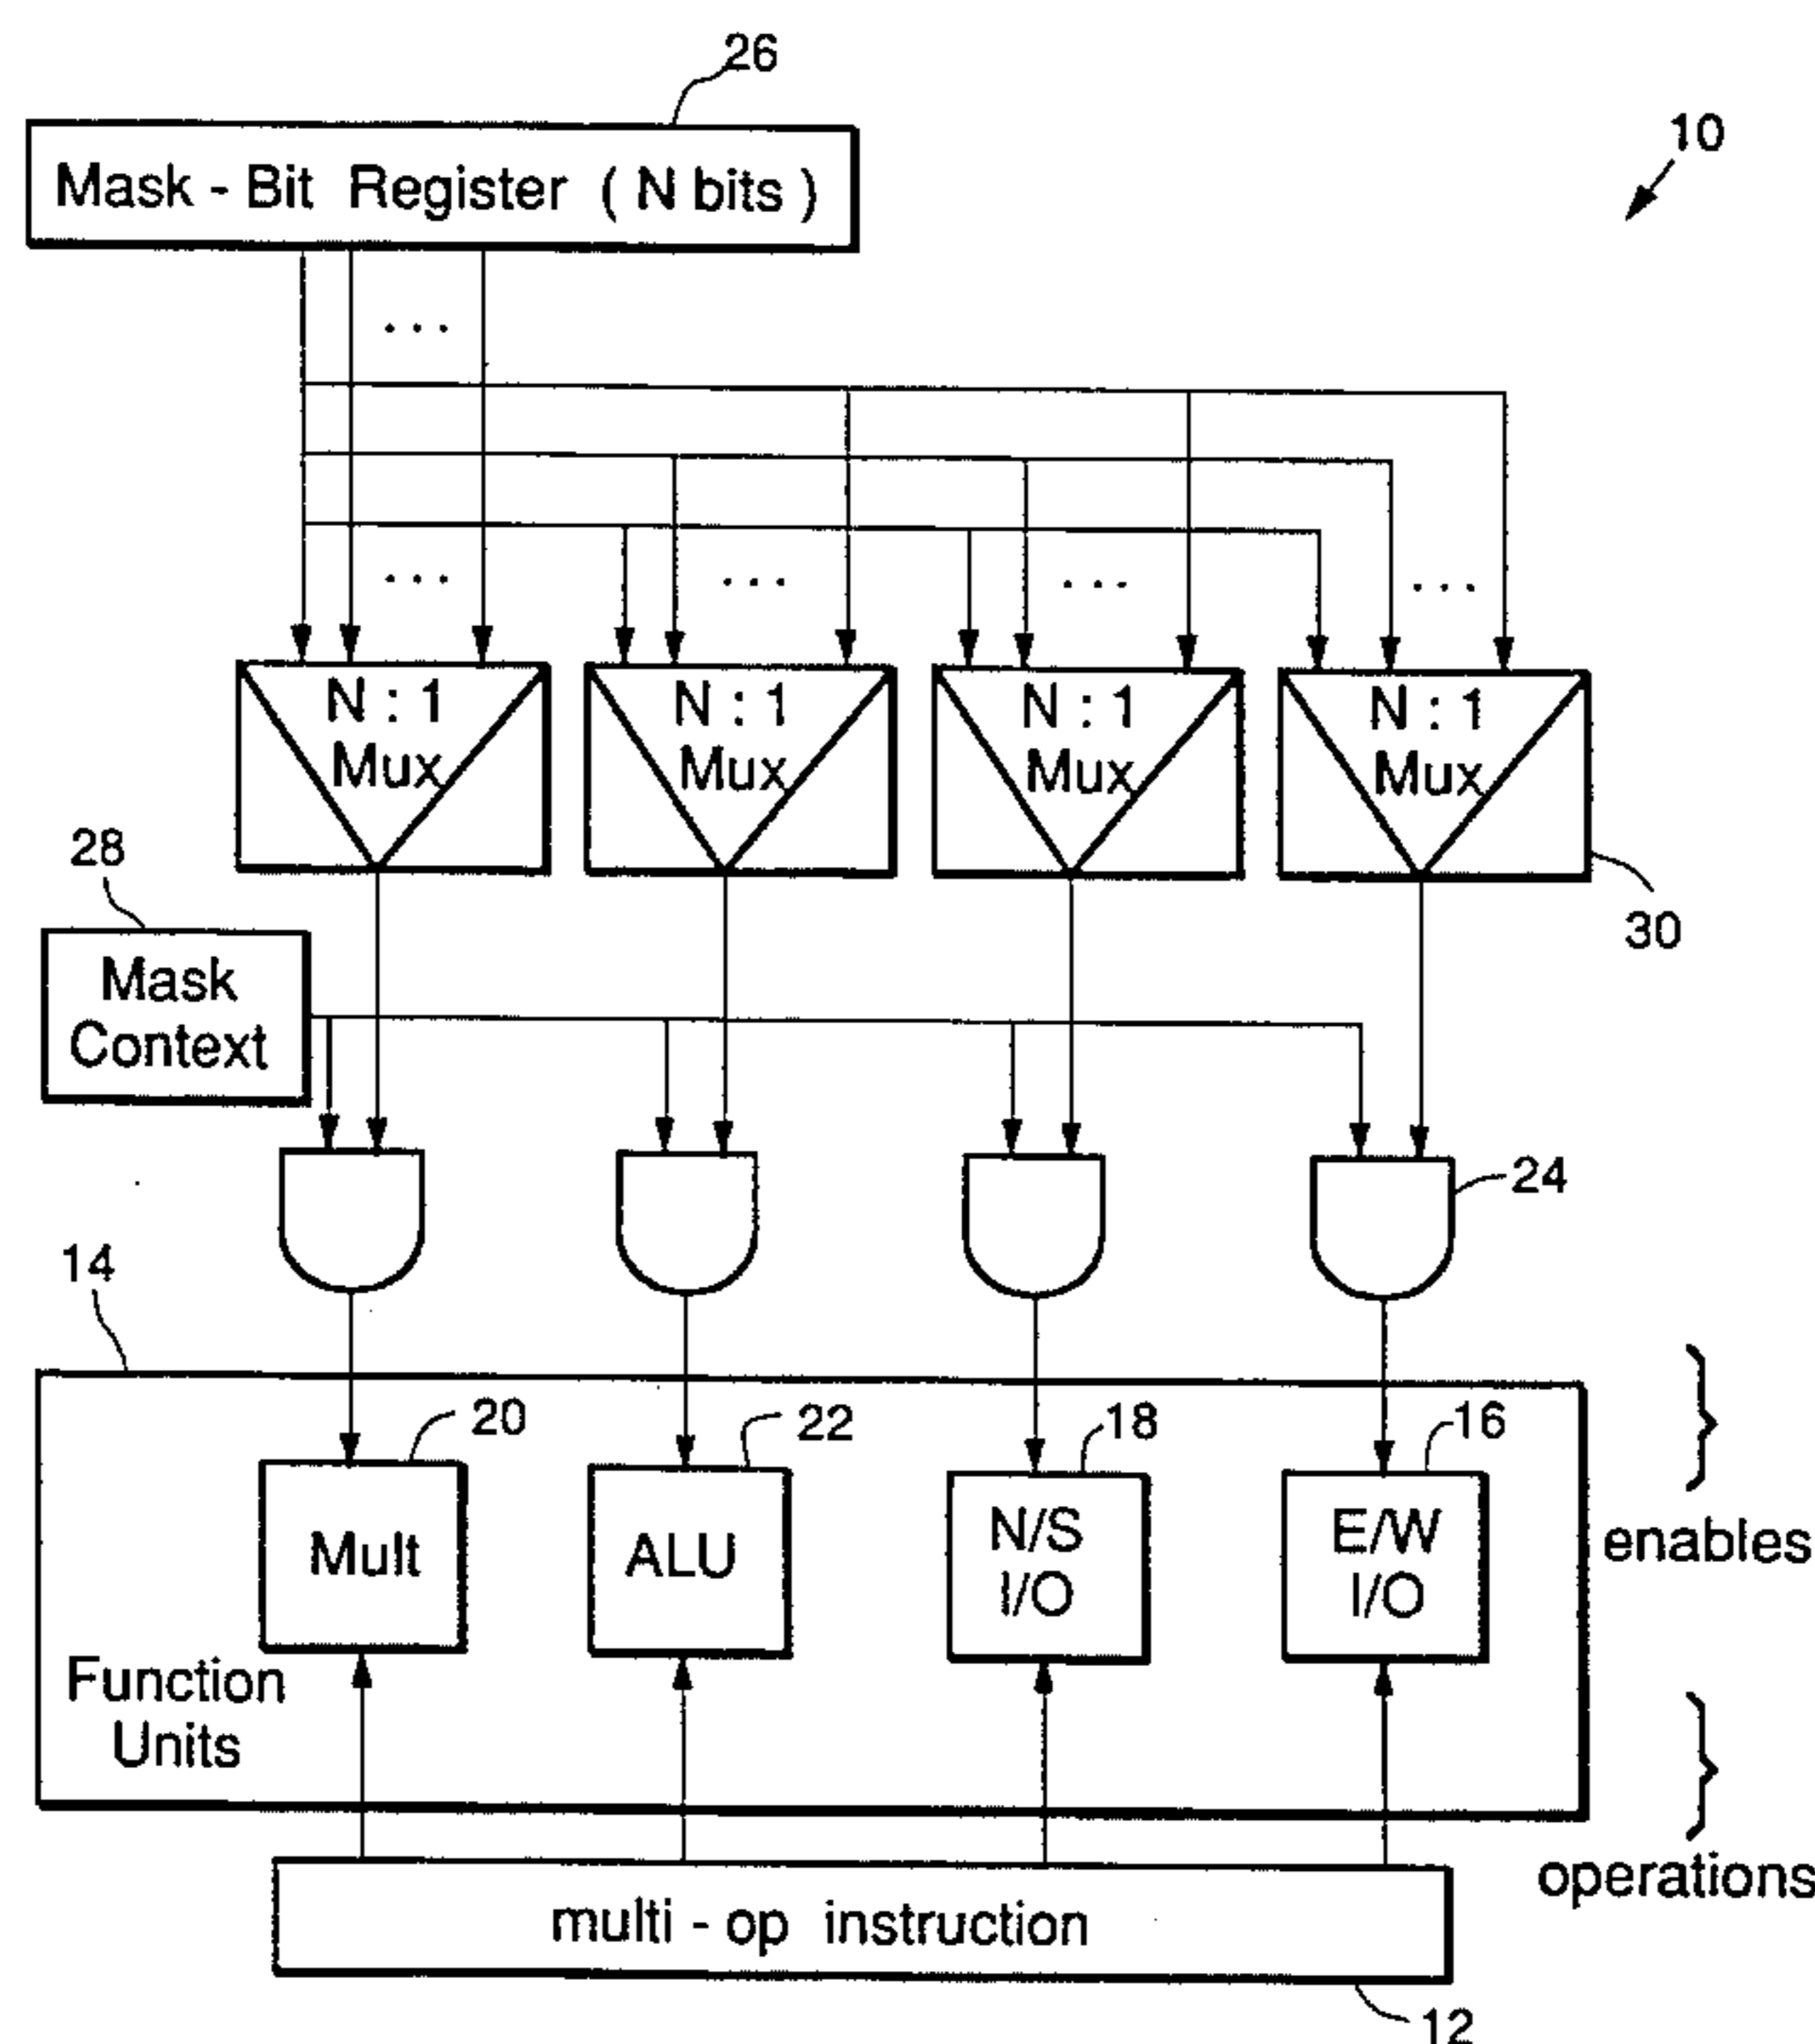 26
10
Mask - Bit Register ( N bits )
...
... ... ... ...
N : 1 Mux
N : 1 Mux
N : 1 Mux
N : 1 Mux
30
28
Mask
Context
24
14
20
22
18
16
Mult
ALU
N/S
I/O
E/W
I/O
enables
Function
Units
operations
multi - op instruction
12